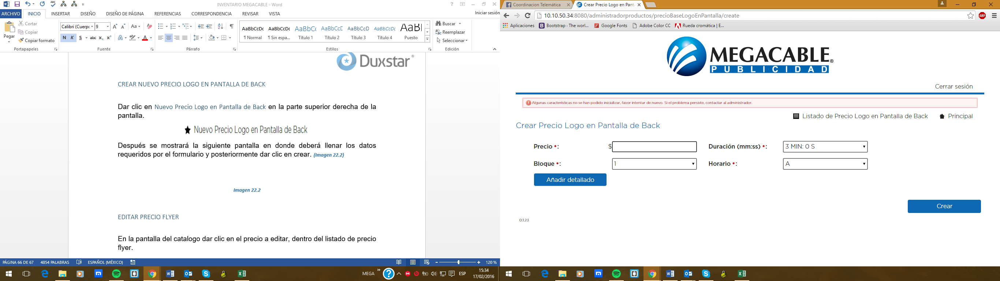 INVENTARIO MEGACABLE - Word
ARCHIVO INICIO INSERTAR DISEÑO DISEÑO DE PÁGINA REFERENCIAS CORRESPONDENCIA REVISAR VISTA Iniciar sesión
Pegar
Cortar
Copiar
Copiar formato
Portapapeles
Calibri (Cuerpo 9
N K S abc x₂ x²
Fuente
Párrafo
AaBbCcDc AaBbCcDc AaBbCc AaBbCcE AaBbCcD AaBbCcDc AaBl
¶ Normal ¶ Sin espa... Título 1 Título 2 Título 3 Título 4 Puesto
Estilos
Buscar
Reemplazar
Seleccionar
Edición
Duxstar®
CREAR NUEVO PRECIO LOGO EN PANTALLA DE BACK
Dar clic en Nuevo Precio Logo en Pantalla de Back en la parte superior derecha de la
pantalla.
Nuevo Precio Logo en Pantalla de Back
Después se mostrará la siguiente pantalla en donde deberá llenar los datos
requeridos por el formulario y posteriormente dar clic en crear. (Imagen 22.2)
Imagen 22.2
EDITAR PRECIO FLYER
En la pantalla del catalogo dar clic en el precio a editar, dentro del listado de precio
flyer.
PÁGINA 66 DE 67 4854 PALABRAS ESPAÑOL (MÉXICO) 120 %
MEGA » ESP 15:34
17/02/2016
Coordinacion Telemática Crear Precio Logo en Pant
10.10.50.34:8080/administradorproductos/precioBaseLogoEnPantalla/create
ABP
Aplicaciones Bootstrap · The worl... Google Fonts Adobe Color CC Rueda cromática | E...
MEGACABLE®
PUBLICIDAD
Cerrar sesión
Algunas características no se han podido inicializar, favor intentar de nuevo. Si el problema persiste, contactar al administrador.
Listado de Precio Logo en Pantalla de Back Principal
Crear Precio Logo en Pantalla de Back
Precio *: $ Duración (mm:ss) *: 3 MIN: 0 S
Bloque *: 1 Horario *: A
Añadir detallado
Crear
0.1.23